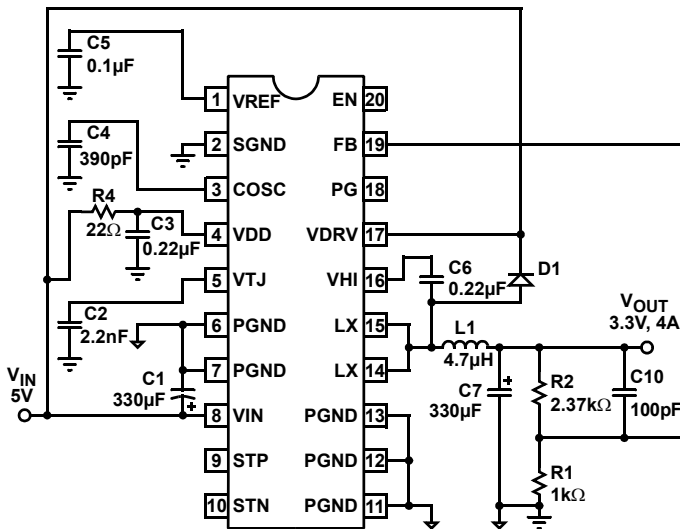 C5
0.1µF
C4
390pF
R4
22Ω
C3
0.22µF
C2
2.2nF
C1
330µF
+
VIN
5V
1 VREF
2 SGND
3 COSC
4 VDD
5 VTJ
6 PGND
7 PGND
8 VIN
9 STP
10 STN
EN 20
FB 19
PG 18
VDRV 17
VHI 16
LX 15
LX 14
PGND 13
PGND 12
PGND 11
C6
0.22µF
D1
L1
4.7µH
VOUT
3.3V, 4A
C7
330µF
+
R2
2.37kΩ
C10
100pF
R1
1kΩ